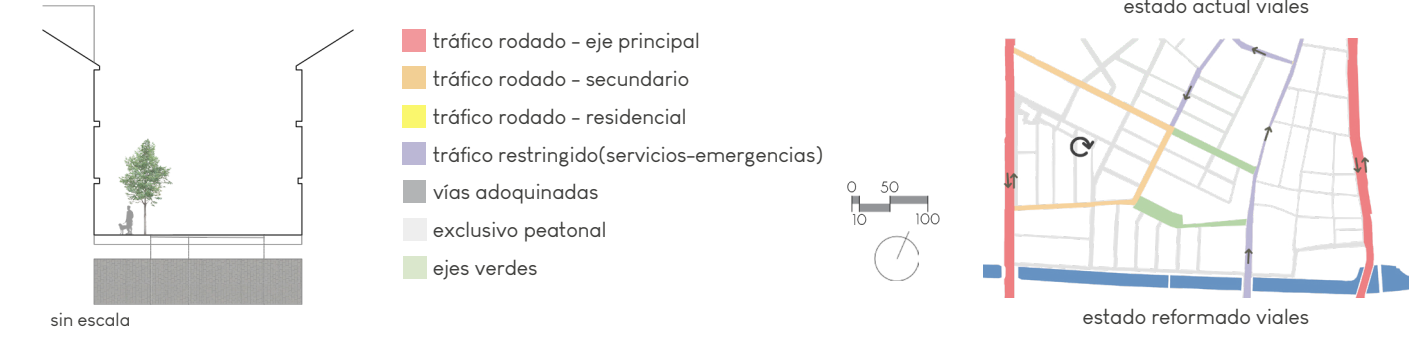 estado actual viales
tráfico rodado - eje principal
tráfico rodado - secundario
tráfico rodado - residencial
tráfico restringido(servicios-emergencias)
vías adoquinadas
exclusivo peatonal
ejes verdes
0 50
10 100
sin escala
estado reformado viales